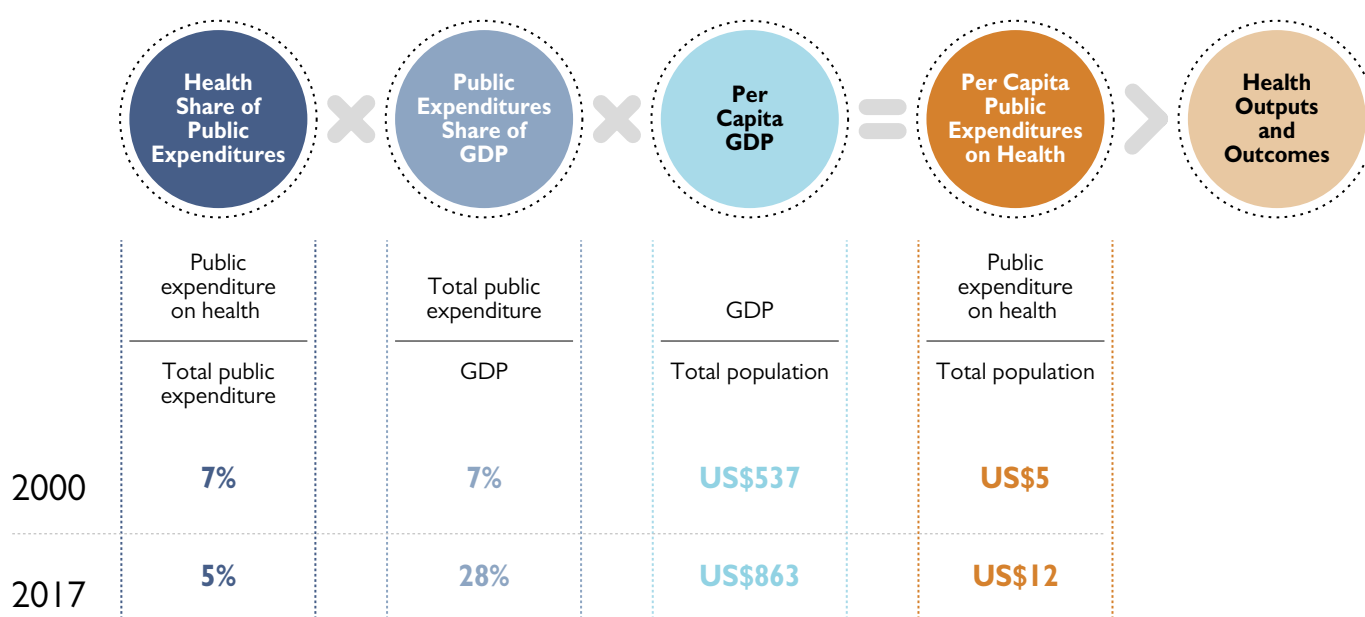 Health
Share of
Public
Expenditures
Public
Expenditures
Share of
GDP
Per
Capita
GDP
Per Capita
Public
Expenditures
on Health
Health
Outputs
and
Outcomes
Public
expenditure
on health
Total public
expenditure
Total public
expenditure
GDP
GDP
Total population
Public
expenditure
on health
Total population
2000 7% 7% US$537 US$5
2017 5% 28% US$863 US$12